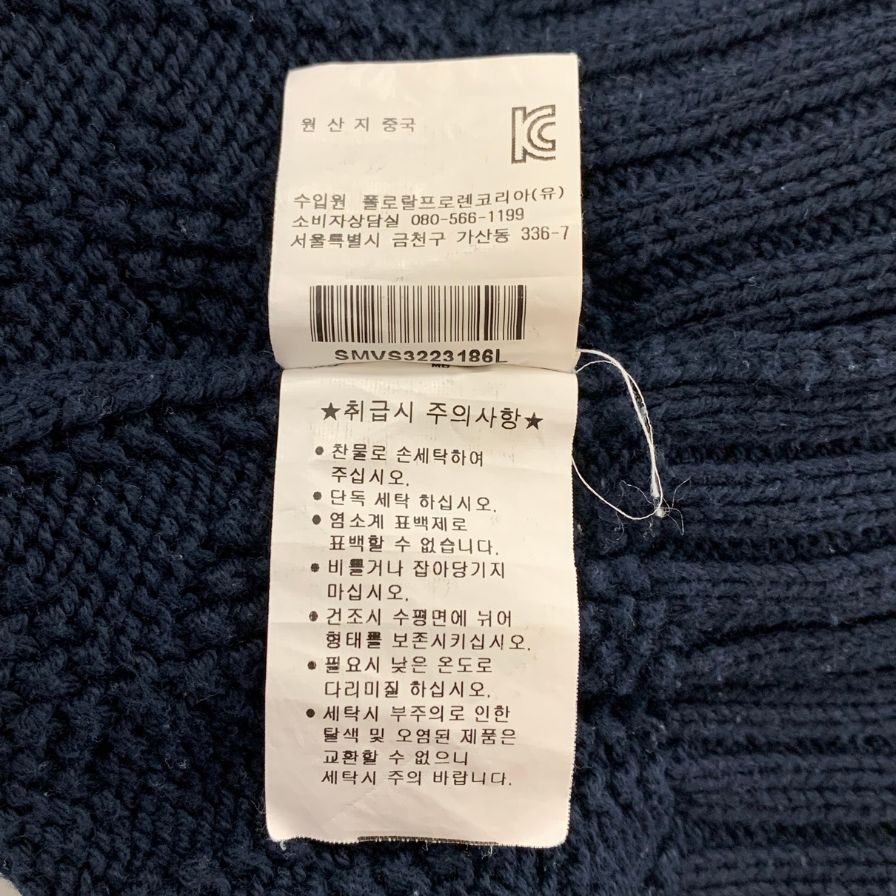 원 산 지 중국
KC
수입원 폴로랄프로렌코리아(유)
소비자상담실 080-566-1199
서울특별시 금천구 가산동 336-7
SMVS3223186L
★취급시 주의사항★
● 찬물로 손세탁하여
주십시오.
● 단독 세탁 하십시오.
● 염소계 표백제로
표백할 수 없습니다.
● 비틀거나 잡아당기지
마십시오.
● 건조시 수평면에 뉘어
형태를 보존시키십시오.
● 필요시 낮은 온도로
다리미질 하십시오.
● 세탁시 부주의로 인한
탈색 및 오염된 제품은
교환할 수 없으니
세탁시 주의 바랍니다.